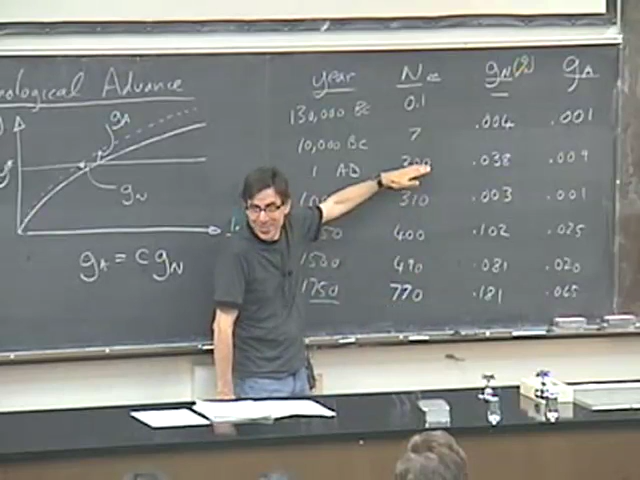 nological Advance
gA
gN
gA = c gN
year N gN(%) gA
130,000 BC 0.1
.004 .001
10,000 BC 7
1 AD .038 .009
310 .003 .001
400 .102 .025
1500 490 .081 .020
1750 770 .181 .065